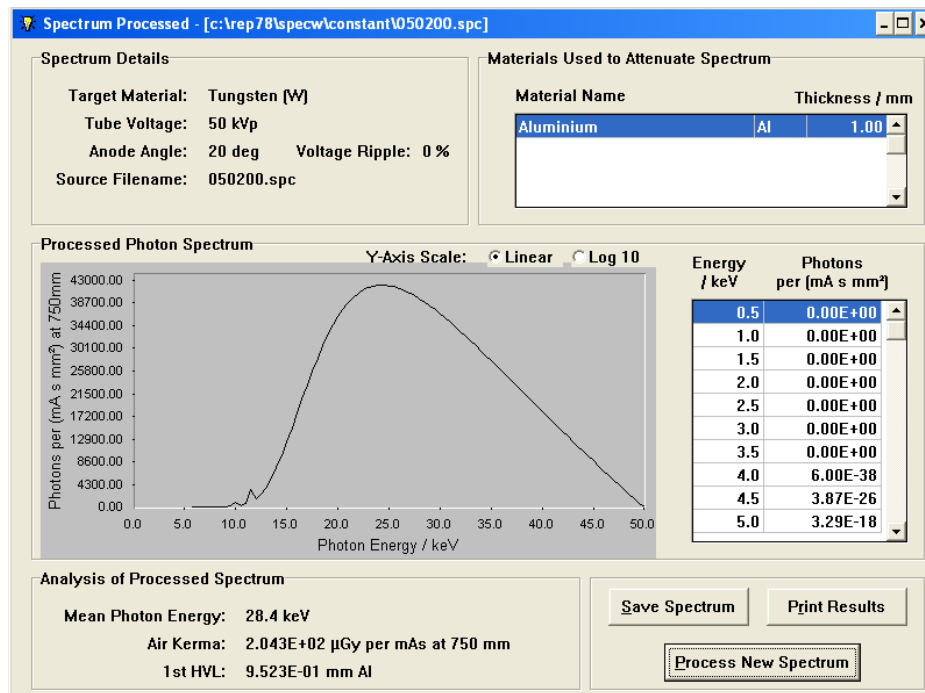 Spectrum Processed - [c:\rep78\specw\constant\050200.spc]
Spectrum Details
Target Material: Tungsten (W)
Tube Voltage: 50 kVp
Anode Angle: 20 deg Voltage Ripple: 0 %
Source Filename: 050200.spc
Materials Used to Attenuate Spectrum
Material Name Thickness / mm
Aluminium Al 1.00
Processed Photon Spectrum
Y-Axis Scale: Linear Log 10
Photons per (mA s mm²) at 750mm
43000.00
38700.00
34400.00
30100.00
25800.00
21500.00
17200.00
12900.00
8600.00
4300.00
0.00
0.0 5.0 10.0 15.0 20.0 25.0 30.0 35.0 40.0 45.0 50.0
Photon Energy / keV
Energy Photons
/ keV per (mA s mm²)
0.5 0.00E+00
1.0 0.00E+00
1.5 0.00E+00
2.0 0.00E+00
2.5 0.00E+00
3.0 0.00E+00
3.5 0.00E+00
4.0 6.00E-38
4.5 3.87E-26
5.0 3.29E-18
Analysis of Processed Spectrum
Mean Photon Energy: 28.4 keV
Air Kerma: 2.043E+02 µGy per mAs at 750 mm
1st HVL: 9.523E-01 mm Al
Save Spectrum Print Results
Process New Spectrum